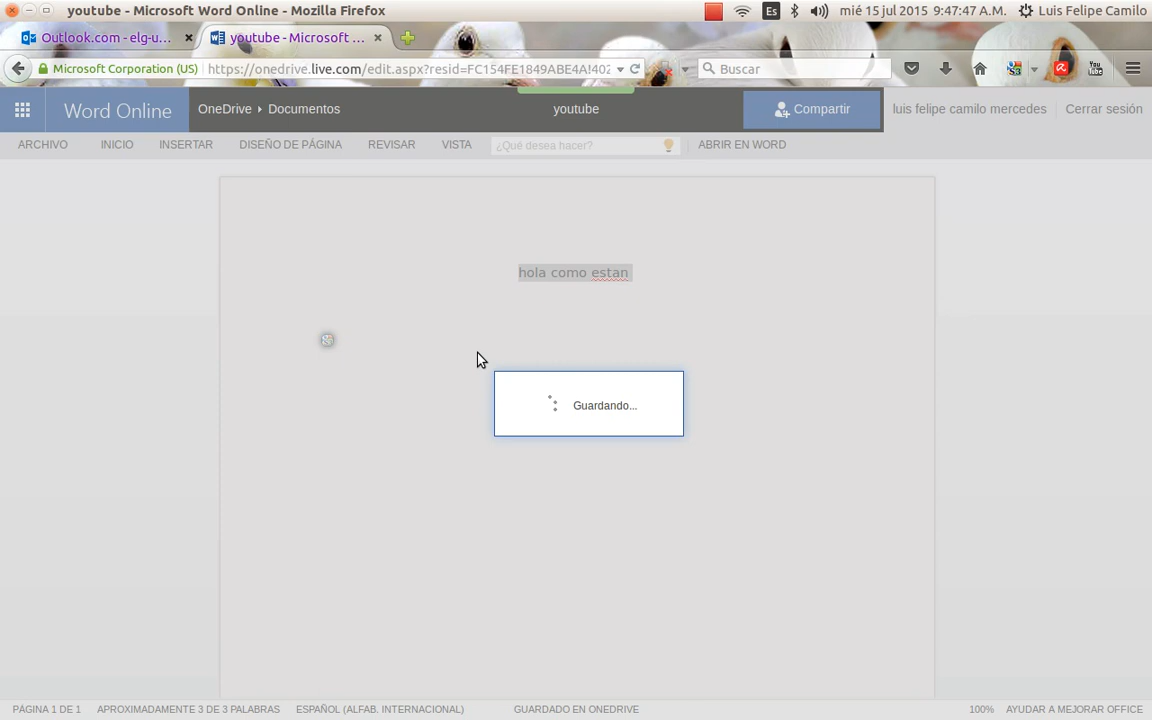 youtube - Microsoft Word Online - Mozilla Firefox
Es
mié 15 jul 2015 9:47:47 A.M.
Luis Felipe Camilo
Outlook.com - elg-u...
youtube - Microsoft ...
Microsoft Corporation (US)
https://onedrive.live.com/edit.aspx?resid=FC154FE1849ABE4A!402
Buscar
Word Online
OneDrive
Documentos
youtube
Compartir
luis felipe camilo mercedes
Cerrar sesión
ARCHIVO
INICIO
INSERTAR
DISEÑO DE PÁGINA
REVISAR
VISTA
¿Qué desea hacer?
ABRIR EN WORD
hola como estan
Guardando...
PÁGINA 1 DE 1
APROXIMADAMENTE 3 DE 3 PALABRAS
ESPAÑOL (ALFAB. INTERNACIONAL)
GUARDADO EN ONEDRIVE
100%
AYUDAR A MEJORAR OFFICE